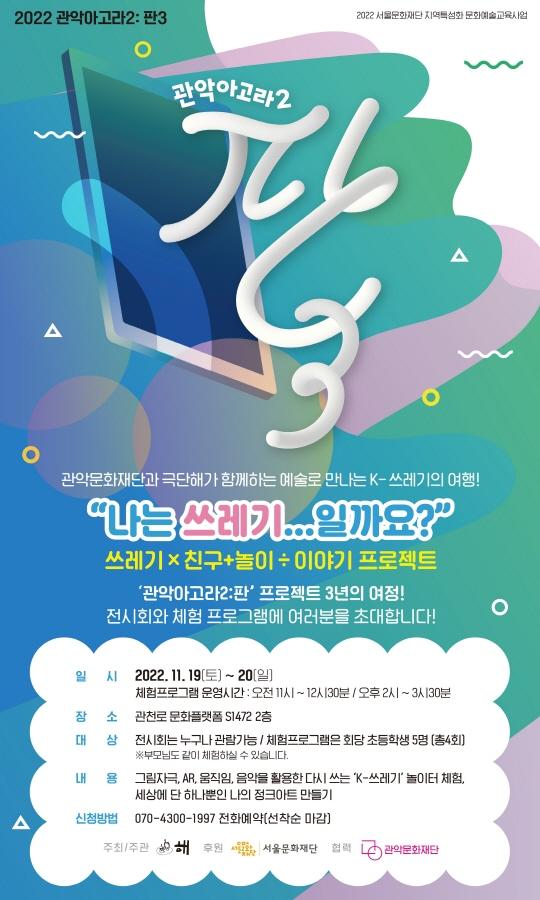 2022 관악아고라2: 판3
2022 서울문화재단 지역특성화 문화예술교육사업
관악아고라2
판3
관악문화재단과 극단해가 함께하는 예술로 만나는 K- 쓰레기의 여행!
“나는 쓰레기...일까요?”
쓰레기 × 친구+놀이 ÷ 이야기 프로젝트
‘관악아고라2:판’ 프로젝트 3년의 여정!
전시회와 체험 프로그램에 여러분을 초대합니다!
일 시 2022. 11. 19(토) ~ 20(일)
체험프로그램 운영시간 : 오전 11시 ~ 12시30분 / 오후 2시 ~ 3시30분
장 소 관천로 문화플랫폼 S1472 2층
대 상 전시회는 누구나 관람가능 / 체험프로그램은 회당 초등학생 5명 (총4회)
※부모님도 같이 체험하실 수 있습니다.
내 용 그림자극, AR, 움직임, 음악을 활용한 다시 쓰는 ‘K-쓰레기’ 놀이터 체험,
세상에 단 하나뿐인 나의 정크아트 만들기
신청방법 070-4300-1997 전화예약(선착순 마감)
주최/주관 해 후원 서울문화재단 협력 관악문화재단